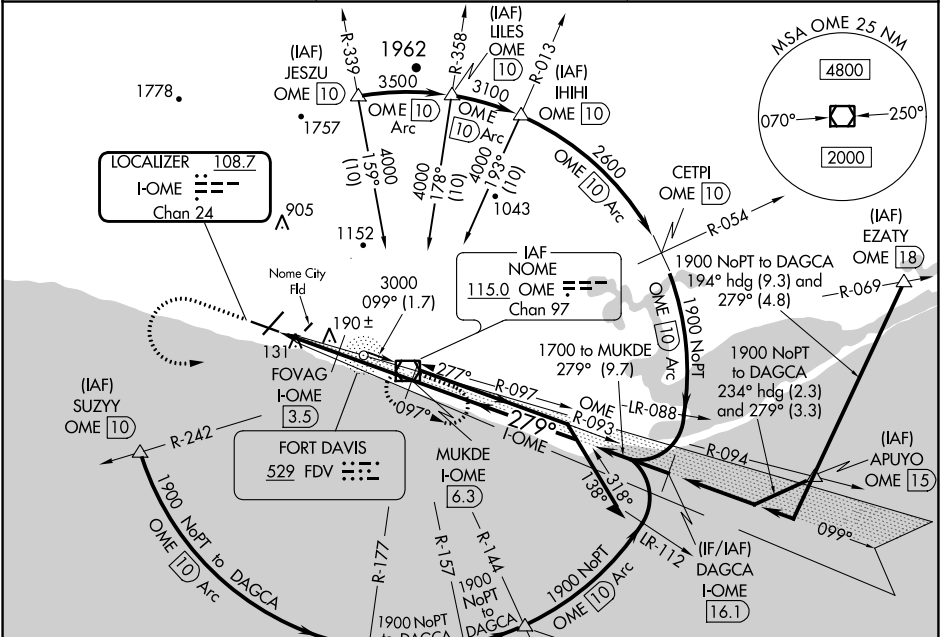 MSA OME 25 NM
4800
070°
250°
2000
1962
1778
1757
R-339
R-358
R-013
(IAF)
JESZU
OME 10
(IAF)
LILES
OME
10
(IAF)
IHIHI
OME 10
3500
OME 10
Arc
3100
OME
10 Arc
2600
OME 10 Arc
4000
159°
(10)
4000
178°
(10)
4000
193°
(10)
1043
CETPI
OME 10
R-054
LOCALIZER 108.7
I-OME
Chan 24
905
1152
IAF
NOME
115.0 OME
Chan 97
(IAF)
EZATY
OME 18
R-069
1900 NoPT to DAGCA
194° hdg (9.3) and
279° (4.8)
Nome City
Fld
3000
099° (1.7)
190±
131
FOVAG
I-OME
3.5
1900 NoPT
OME 10 Arc
1700 to MUKDE
279° (9.7)
1900 NoPT
to DAGCA
234° hdg (2.3)
and 279° (3.3)
277°
R-097
097°
279°
I-OME
OME
R-093
LR-088
R-094
(IAF)
SUZYY
OME 10
R-242
FORT DAVIS
529 FDV
MUKDE
I-OME
6.3
138°
318°
LR-112
(IAF)
APUYO
OME 15
099°
(IF/IAF)
DAGCA
I-OME
16.1
1900 NoPT to DAGCA
OME 10 Arc
R-177
R-157
R-144
1900
NoPT
to
DAGCA
1900 NoPT
OME 10 Arc
1900 NoPT
to DAGCA